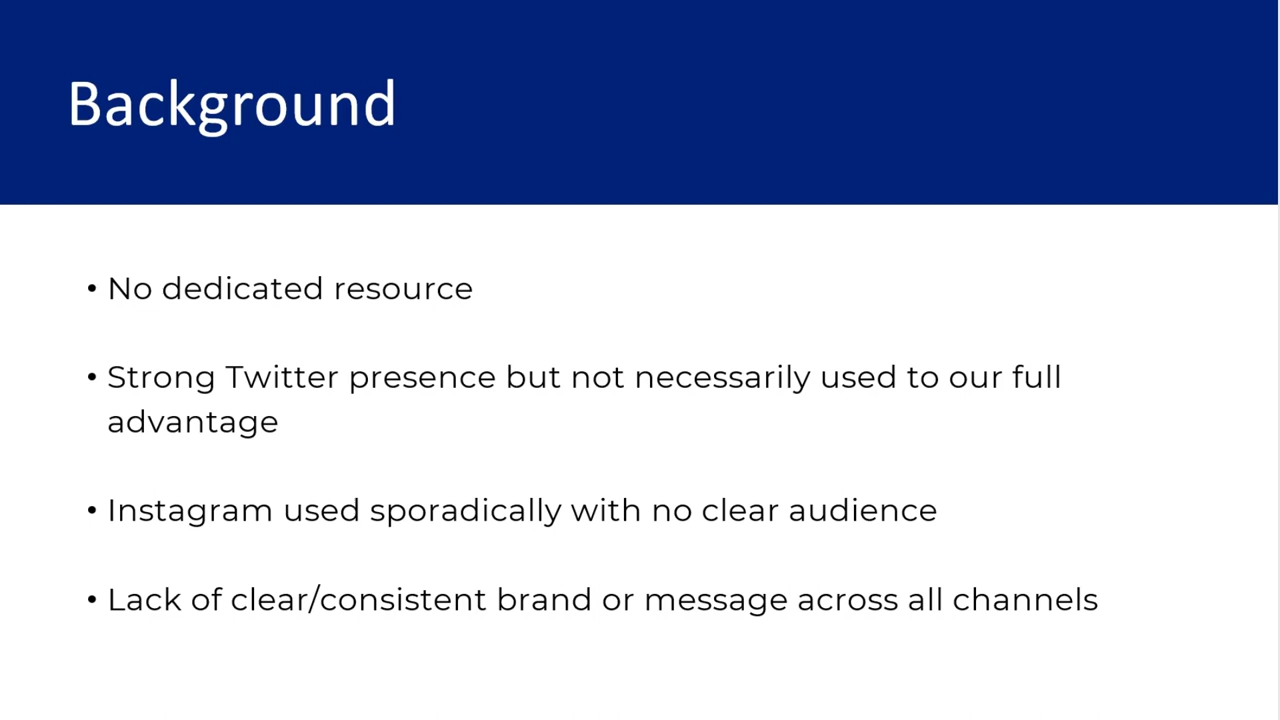 Background
• No dedicated resource
• Strong Twitter presence but not necessarily used to our full
advantage
• Instagram used sporadically with no clear audience
• Lack of clear/consistent brand or message across all channels